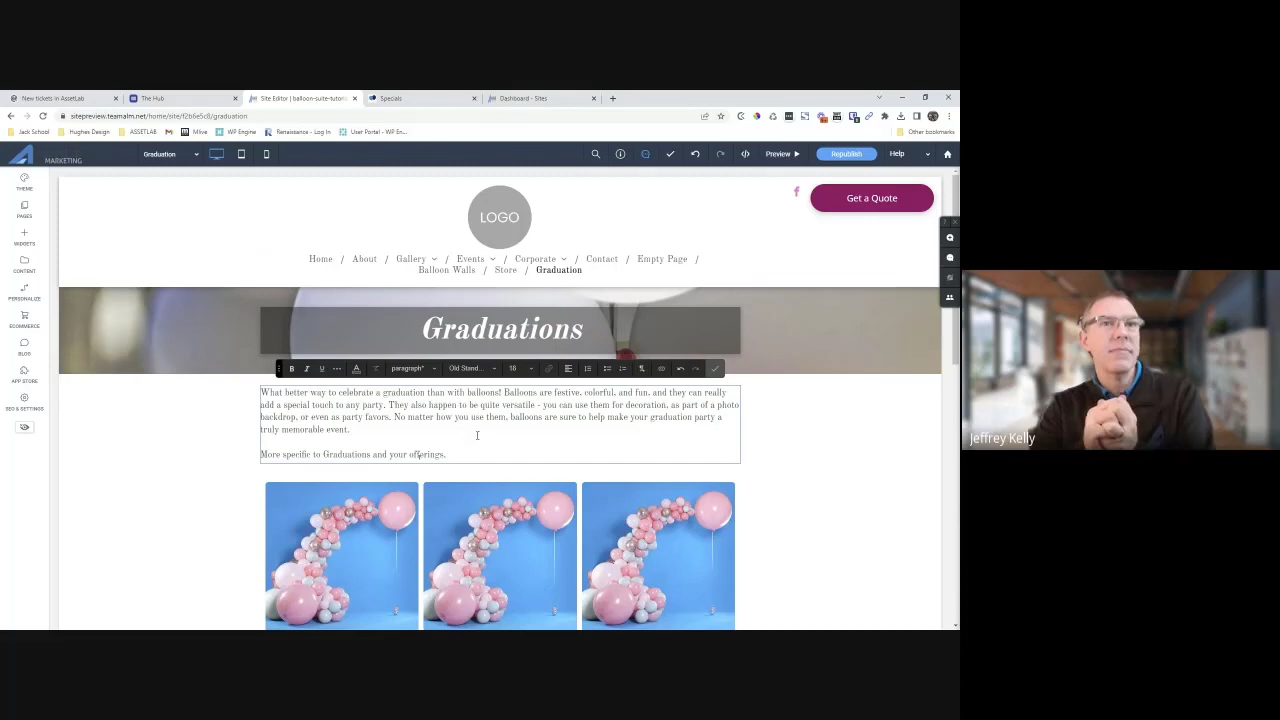 New tickets in AssetLab
The Hub
Site Editor | balloon-suite-tutori
Specials
Dashboard - Sites
sitepreview.teamalm.net/home/site/f2b6e5c8/graduation
Jack School
Hughes Design
ASSETLAB
Mlive
WP Engine
Renaissance - Log In
User Portal - WP En...
Other bookmarks
MARKETING
Graduation
Preview
Republish
Help
THEME
PAGES
WIDGETS
CONTENT
PERSONALIZE
ECOMMERCE
BLOG
APP STORE
SEO & SETTINGS
LOGO
f
Get a Quote
Home / About / Gallery / Events / Corporate / Contact / Empty Page /
Balloon Walls / Store / Graduation
Graduations
B I U ••• A paragraph* Old Stand... 18
What better way to celebrate a graduation than with balloons! Balloons are festive, colorful, and fun, and they can really
add a special touch to any party. They also happen to be quite versatile - you can use them for decoration, as part of a photo
backdrop, or even as party favors. No matter how you use them, balloons are sure to help make your graduation party a
truly memorable event.
More specific to Graduations and your offerings.
Jeffrey Kelly